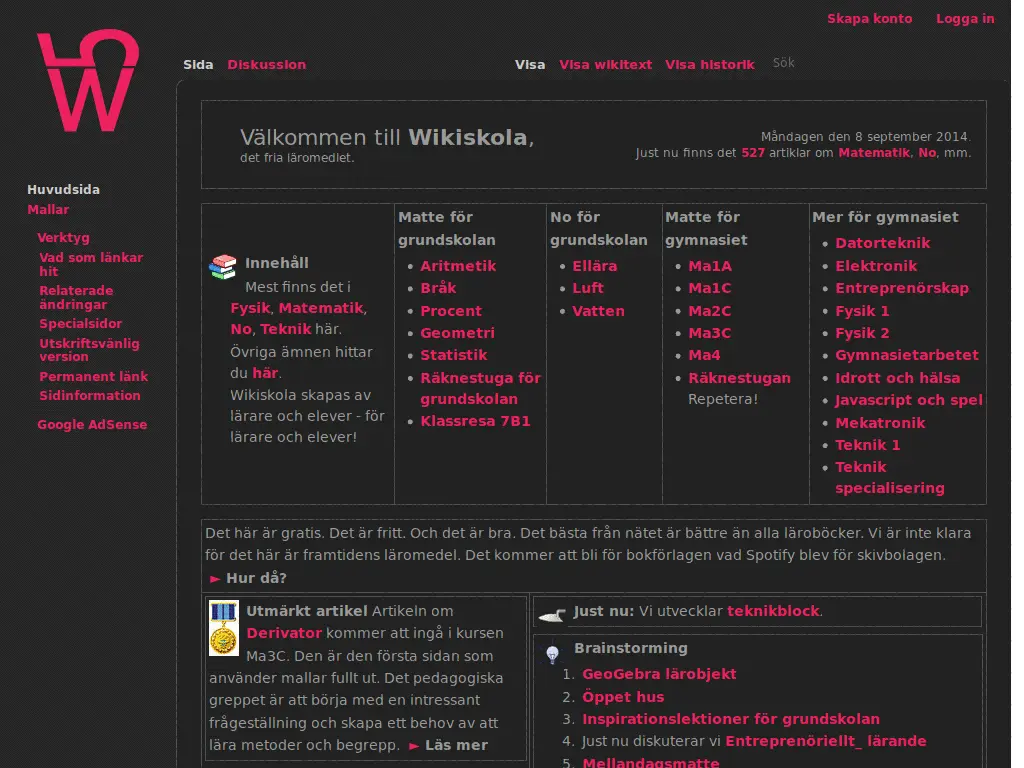 Skapa konto Logga in
Sida Diskussion Visa Visa wikitext Visa historik Sök
Välkommen till Wikiskola,
det fria läromedlet.
Måndagen den 8 september 2014.
Just nu finns det 527 artiklar om Matematik, No, mm.
Huvudsida
Mallar
Verktyg
Vad som länkar
hit
Relaterade
ändringar
Specialsidor
Utskriftsvänlig
version
Permanent länk
Sidinformation
Google AdSense
Innehåll
Mest finns det i
Fysik, Matematik,
No, Teknik här.
Övriga ämnen hittar
du här.
Wikiskola skapas av
lärare och elever - för
lärare och elever!
Matte för
grundskolan
Aritmetik
Bråk
Procent
Geometri
Statistik
Räknestuga för
grundskolan
Klassresa 7B1
No för
grundskolan
Ellära
Luft
Vatten
Matte för
gymnasiet
Ma1A
Ma1C
Ma2C
Ma3C
Ma4
Räknestugan
Repetera!
Mer för gymnasiet
Datorteknik
Elektronik
Entreprenörskap
Fysik 1
Fysik 2
Gymnasietarbetet
Idrott och hälsa
Javascript och spel
Mekatronik
Teknik 1
Teknik
specialisering
Det här är gratis. Det är fritt. Och det är bra. Det bästa från nätet är bättre än alla läroböcker. Vi är inte klara
för det här är framtidens läromedel. Det kommer att bli för bokförlagen vad Spotify blev för skivbolagen.
► Hur då?
Utmärkt artikel Artikeln om
Derivator kommer att ingå i kursen
Ma3C. Den är den första sidan som
använder mallar fullt ut. Det pedagogiska
greppet är att börja med en intressant
frågeställning och skapa ett behov av att
lära metoder och begrepp. ► Läs mer
Just nu: Vi utvecklar teknikblock.
Brainstorming
1. GeoGebra lärobjekt
2. Öppet hus
3. Inspirationslektioner för grundskolan
4. Just nu diskuterar vi Entreprenöriellt_ lärande
5. Mellandagsmatte